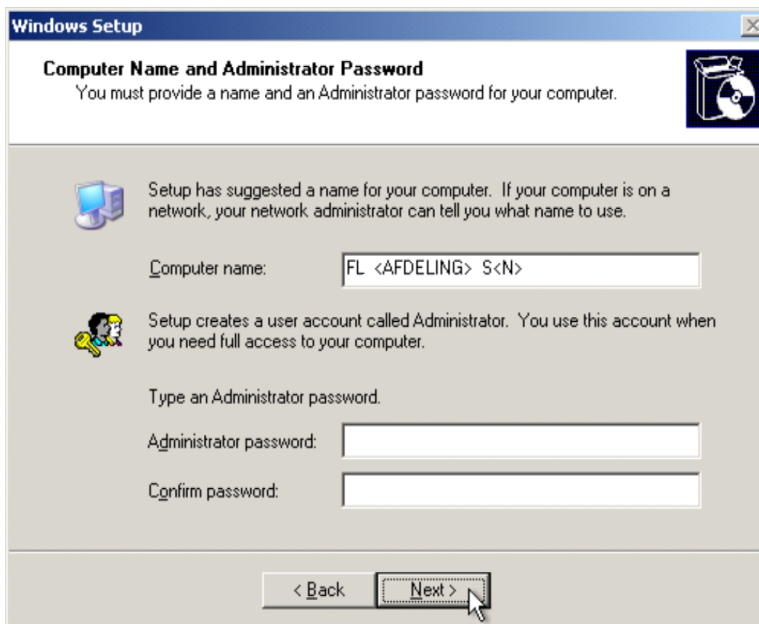 Windows Setup
Computer Name and Administrator Password
You must provide a name and an Administrator password for your computer.
Setup has suggested a name for your computer. If your computer is on a
network, your network administrator can tell you what name to use.
Computer name: FL <AFDELING> S<N>
Setup creates a user account called Administrator. You use this account when
you need full access to your computer.
Type an Administrator password.
Administrator password:
Confirm password:
< Back Next >